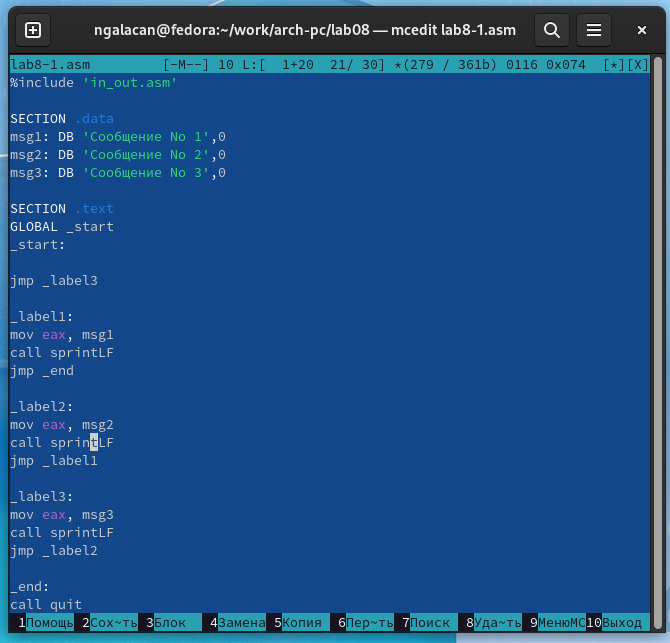 ngalacan@fedora:~/work/arch-pc/lab08 — mcedit lab8-1.asm
lab8-1.asm         [-M--] 10 L:[  1+20  21/ 30] *(279 / 361b) 0116 0x074  [*][X]
%include 'in_out.asm'

SECTION .data
msg1: DB 'Сообщение No 1',0
msg2: DB 'Сообщение No 2',0
msg3: DB 'Сообщение No 3',0

SECTION .text
GLOBAL _start
_start:

jmp _label3

_label1:
mov eax, msg1
call sprintLF
jmp _end

_label2:
mov eax, msg2
call sprintLF
jmp _label1

_label3:
mov eax, msg3
call sprintLF
jmp _label2

_end:
call quit
1Помощь 2Сох~ть 3Блок 4Замена 5Копия 6Пер~ть 7Поиск 8Уда~ть 9МенюMC 10Выход